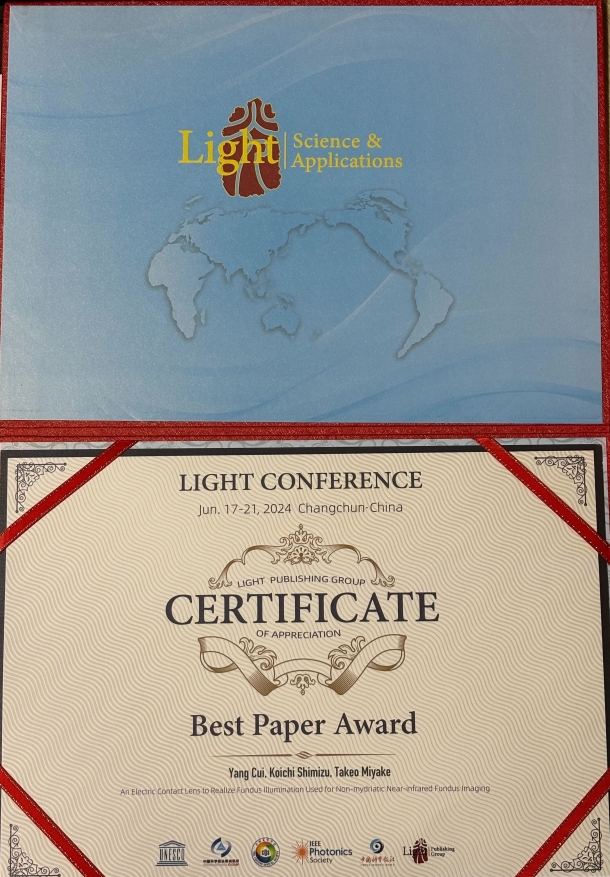 Light
Science &
Applications
LIGHT CONFERENCE
Jun. 17-21, 2024 Changchun·China
LIGHT PUBLISHING GROUP
CERTIFICATE
OF APPRECIATION
Best Paper Award
Yang Cui, Koichi Shimizu, Takeo Miyake
An Electric Contact Lens to Realize Fundus Illumination Used for Non-mydriatic Near-infrared Fundus Imaging
UNESCO
IEEE
Photonics
Society
Light Publishing
Group